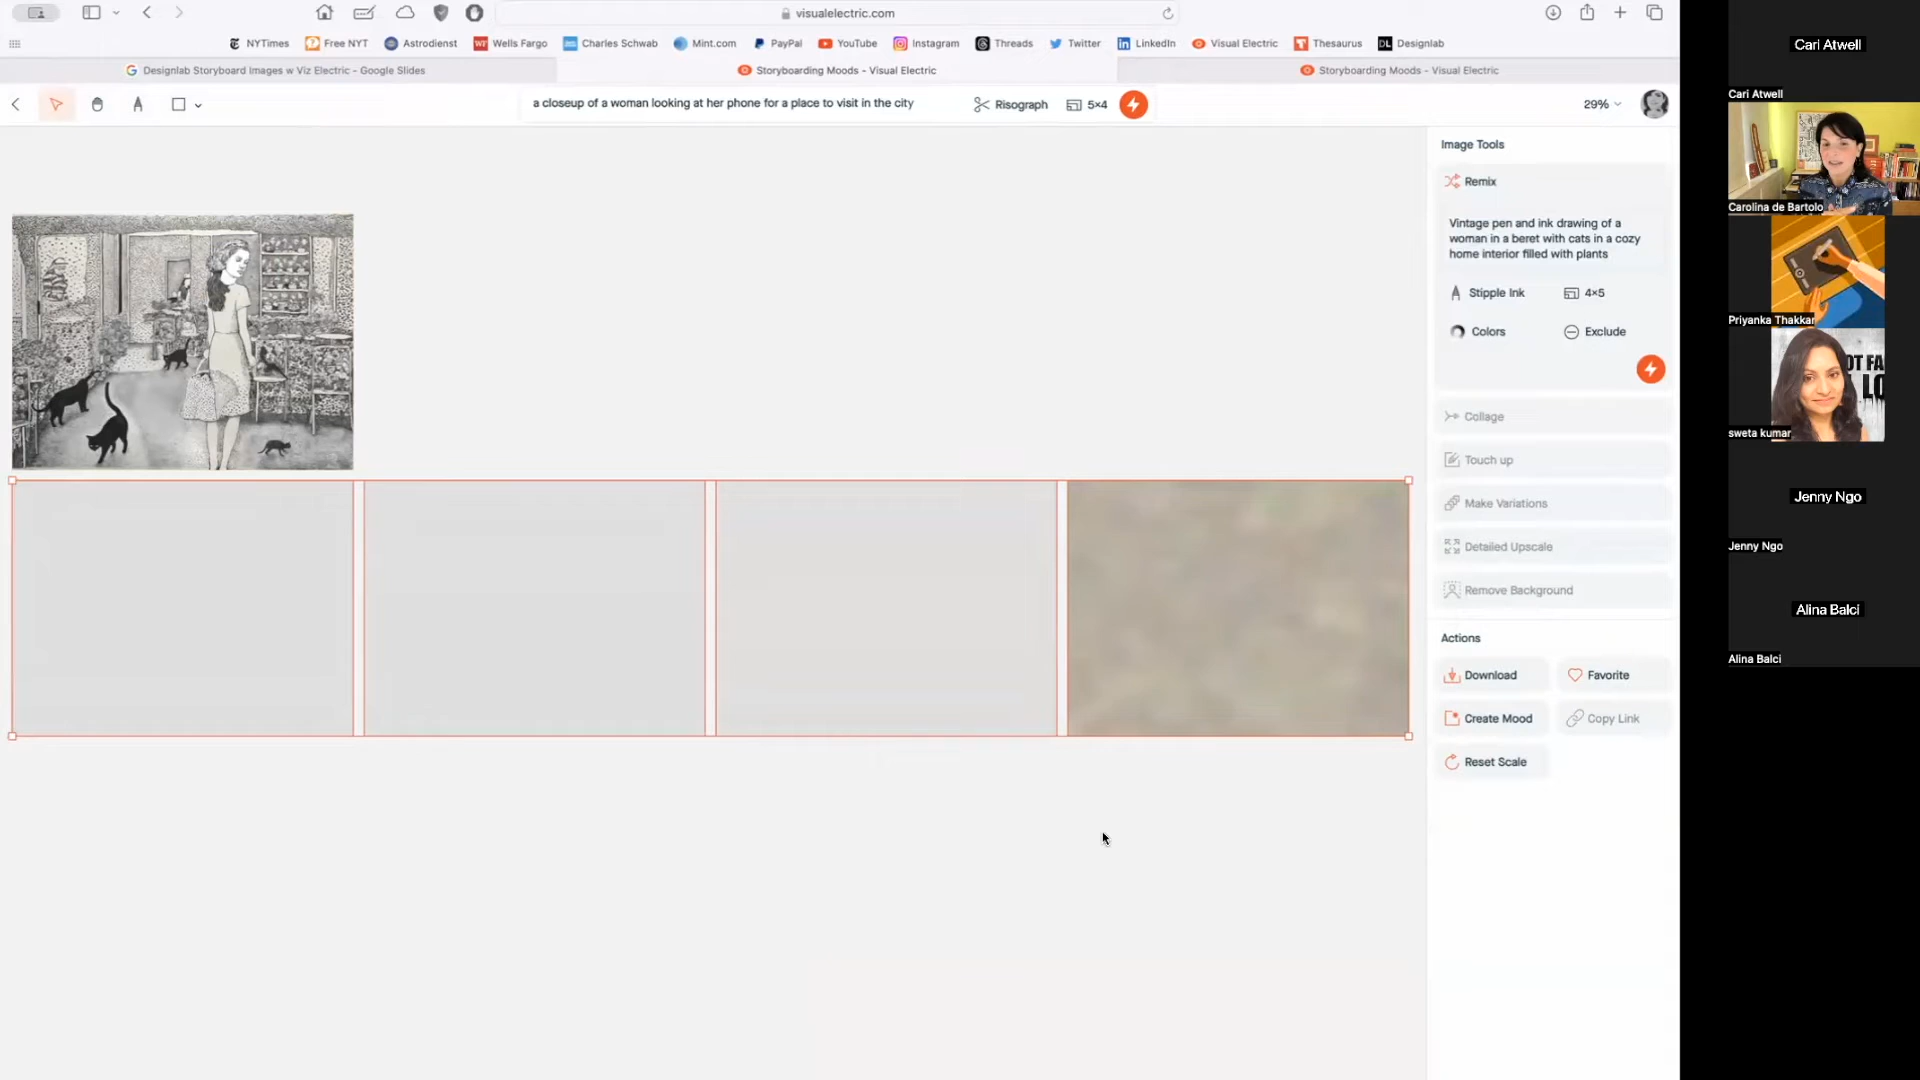 visualelectric.com
NYTimes
Free NYT
Astrodienst
Wells Fargo
Charles Schwab
Mint.com
PayPal
YouTube
Instagram
Threads
Twitter
LinkedIn
Visual Electric
Thesaurus
Designlab
Designlab Storyboard Images w Viz Electric - Google Slides
Storyboarding Moods - Visual Electric
Storyboarding Moods - Visual Electric
a closeup of a woman looking at her phone for a place to visit in the city
Risograph
5×4
29%
Image Tools
Remix
Vintage pen and ink drawing of a
woman in a beret with cats in a cozy
home interior filled with plants
Stipple Ink
4×5
Colors
Exclude
Collage
Touch up
Make Variations
Detailed Upscale
Remove Background
Actions
Download
Favorite
Create Mood
Copy Link
Reset Scale
Cari Atwell
Cari Atwell
Carolina de Bartolo
Priyanka Thakkar
OT FA
LO
sweta kumar
Jenny Ngo
Jenny Ngo
Alina Balci
Alina Balci